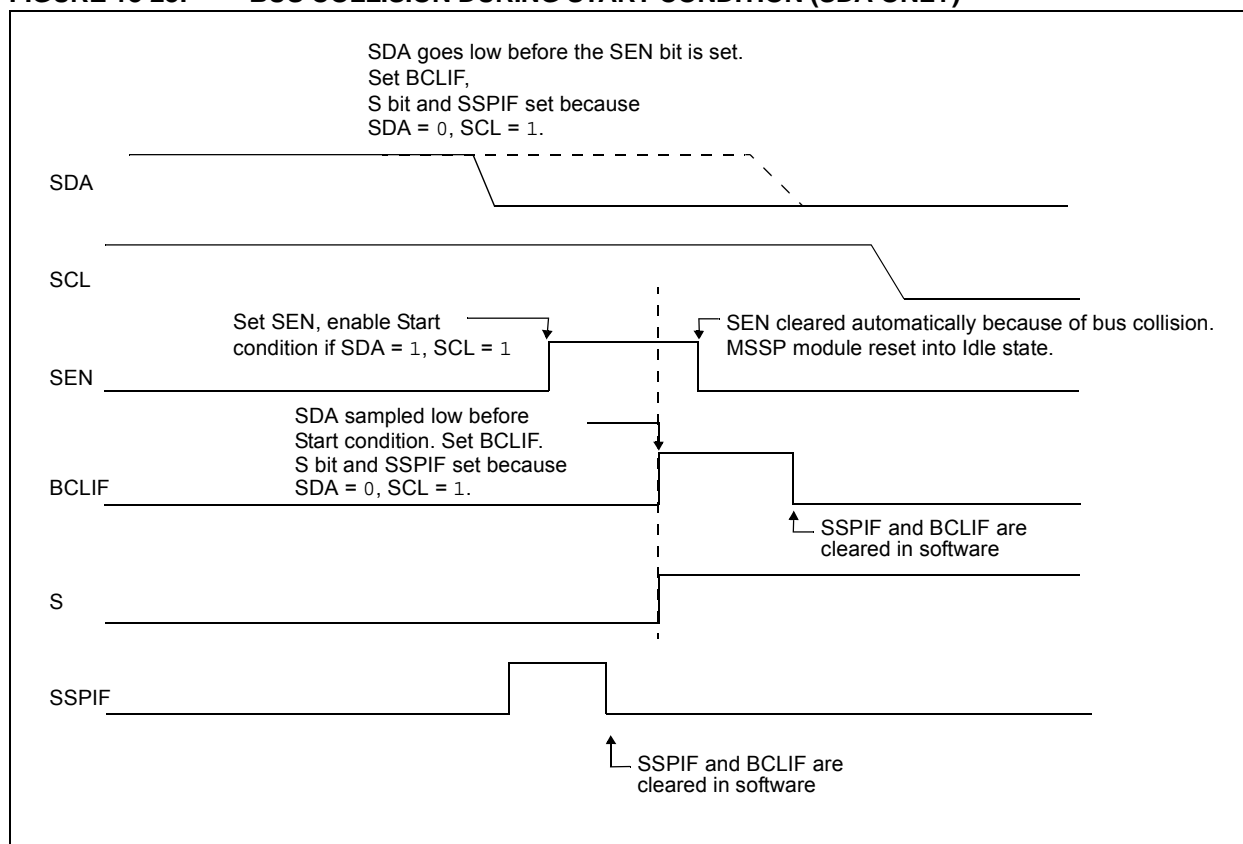 SDA goes low before the SEN bit is set.
Set BCLIF,
S bit and SSPIF set because
SDA = 0, SCL = 1.
SDA
SCL
Set SEN, enable Start
condition if SDA = 1, SCL = 1
SEN cleared automatically because of bus collision.
MSSP module reset into Idle state.
SEN
SDA sampled low before
Start condition. Set BCLIF.
S bit and SSPIF set because
SDA = 0, SCL = 1.
BCLIF
SSPIF and BCLIF are
cleared in software
S
SSPIF
SSPIF and BCLIF are
cleared in software